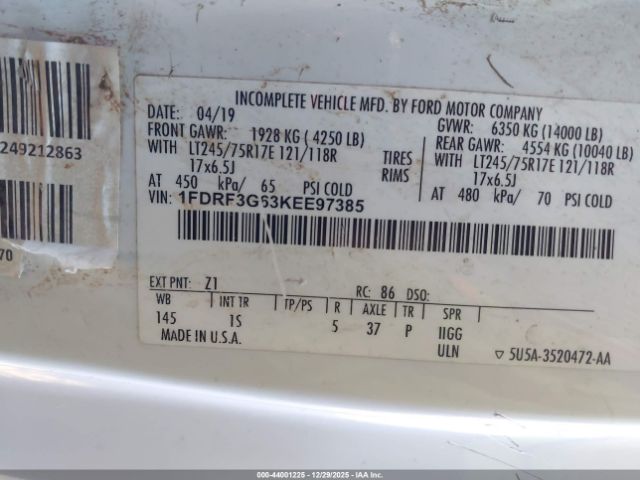 249212863
70
INCOMPLETE VEHICLE MFD. BY FORD MOTOR COMPANY
DATE: 04/19 GVWR: 6350 KG (14000 LB)
FRONT GAWR: 1928 KG ( 4250 LB) REAR GAWR: 4554 KG (10040 LB)
WITH LT245/75R17E 121/118R TIRES WITH LT245/75R17E 121/118R
17x6.5J RIMS 17x6.5J
AT 450 kPa/ 65 PSI COLD AT 480 kPa/ 70 PSI COLD
VIN: 1FDRF3G63KEE97385
EXT PNT: Z1 RC: 86 DSO:
WB INT TR TP/PS R AXLE TR SPR
145 1S 5 37 P IIGG
MADE IN U.S.A. ULN ▽ 5U5A-3520472-AA
000-44001225 - 12/29/2025 - IAA Inc.